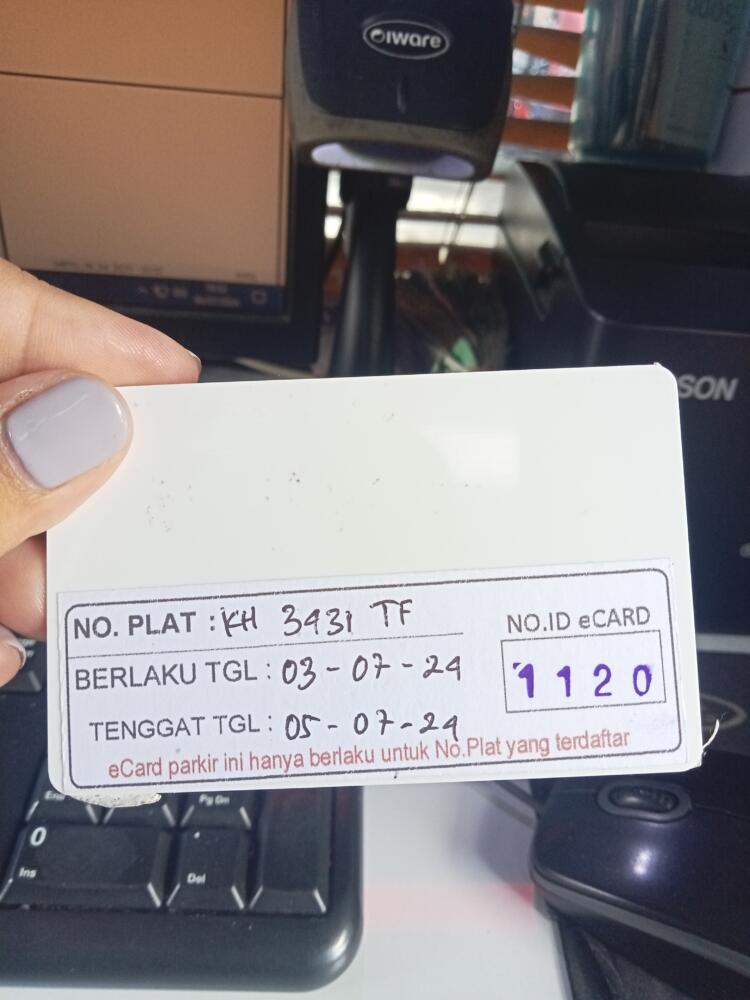 iware
SON
NO. PLAT : KH 3431 TF
NO.ID eCARD
BERLAKU TGL : 03-07-24
1120
TENGGAT TGL : 05-07-24
eCard parkir ini hanya berlaku untuk No.Plat yang terdaftar
Pg Dn
0
Ins
Del